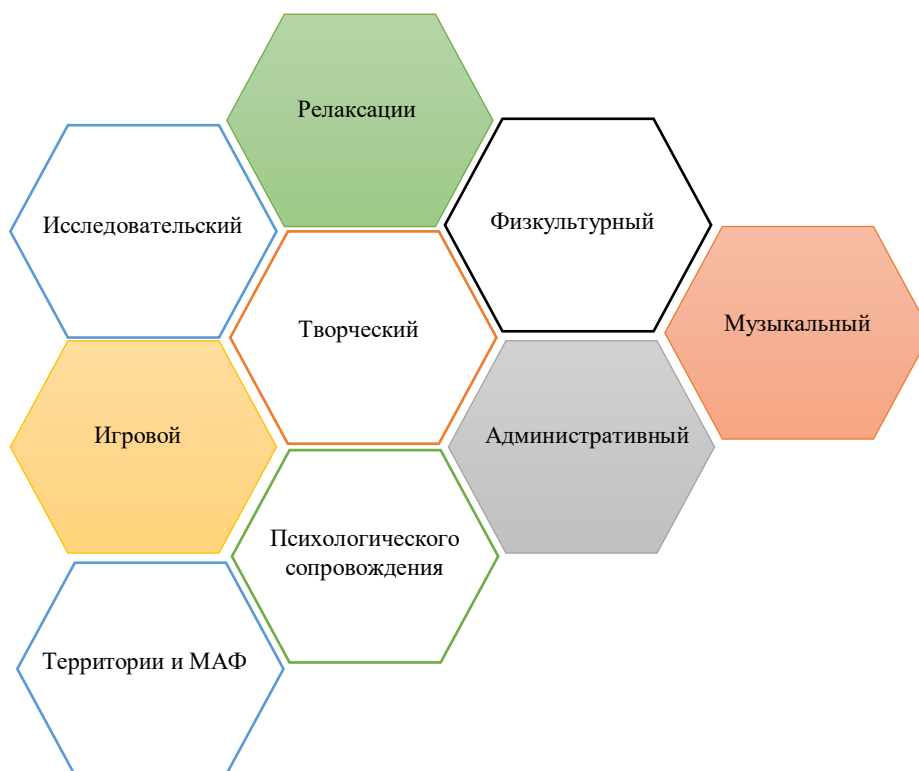 Релаксации
Исследовательский
Физкультурный
Творческий
Музыкальный
Игровой
Административный
Психологического
сопровождения
Территории и МАФ